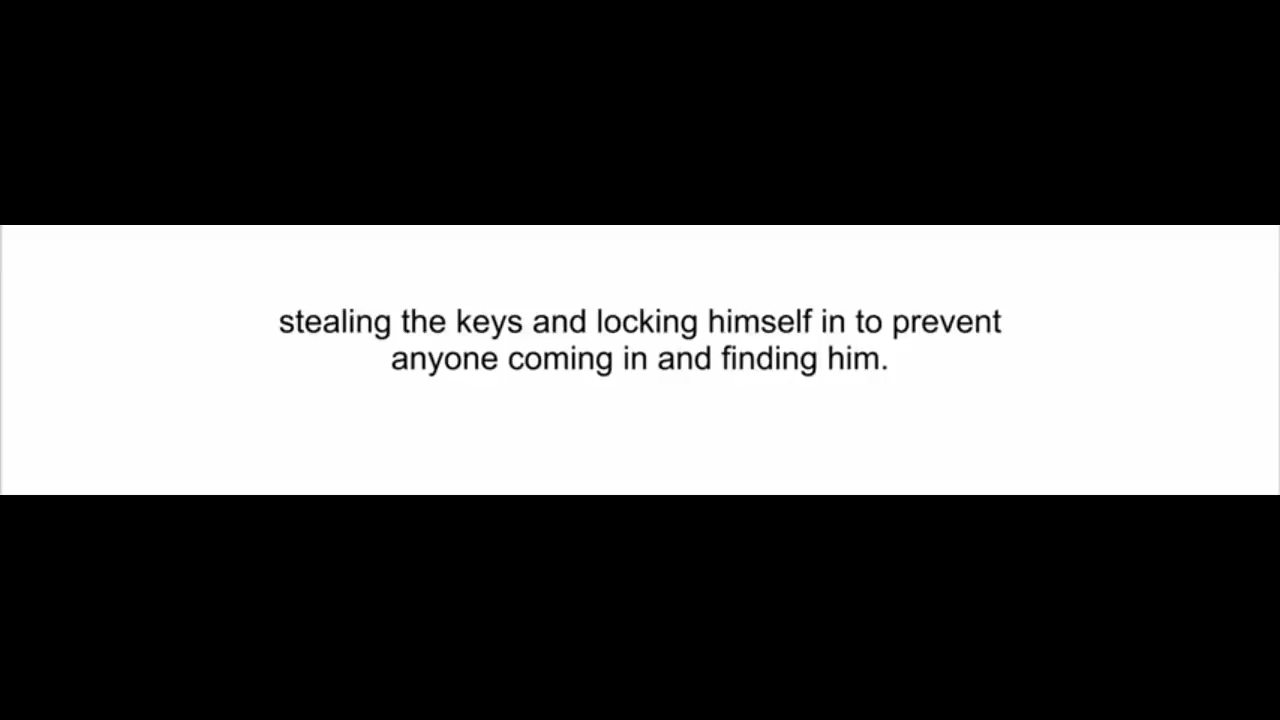 stealing the keys and locking himself in to prevent
anyone coming in and finding him.